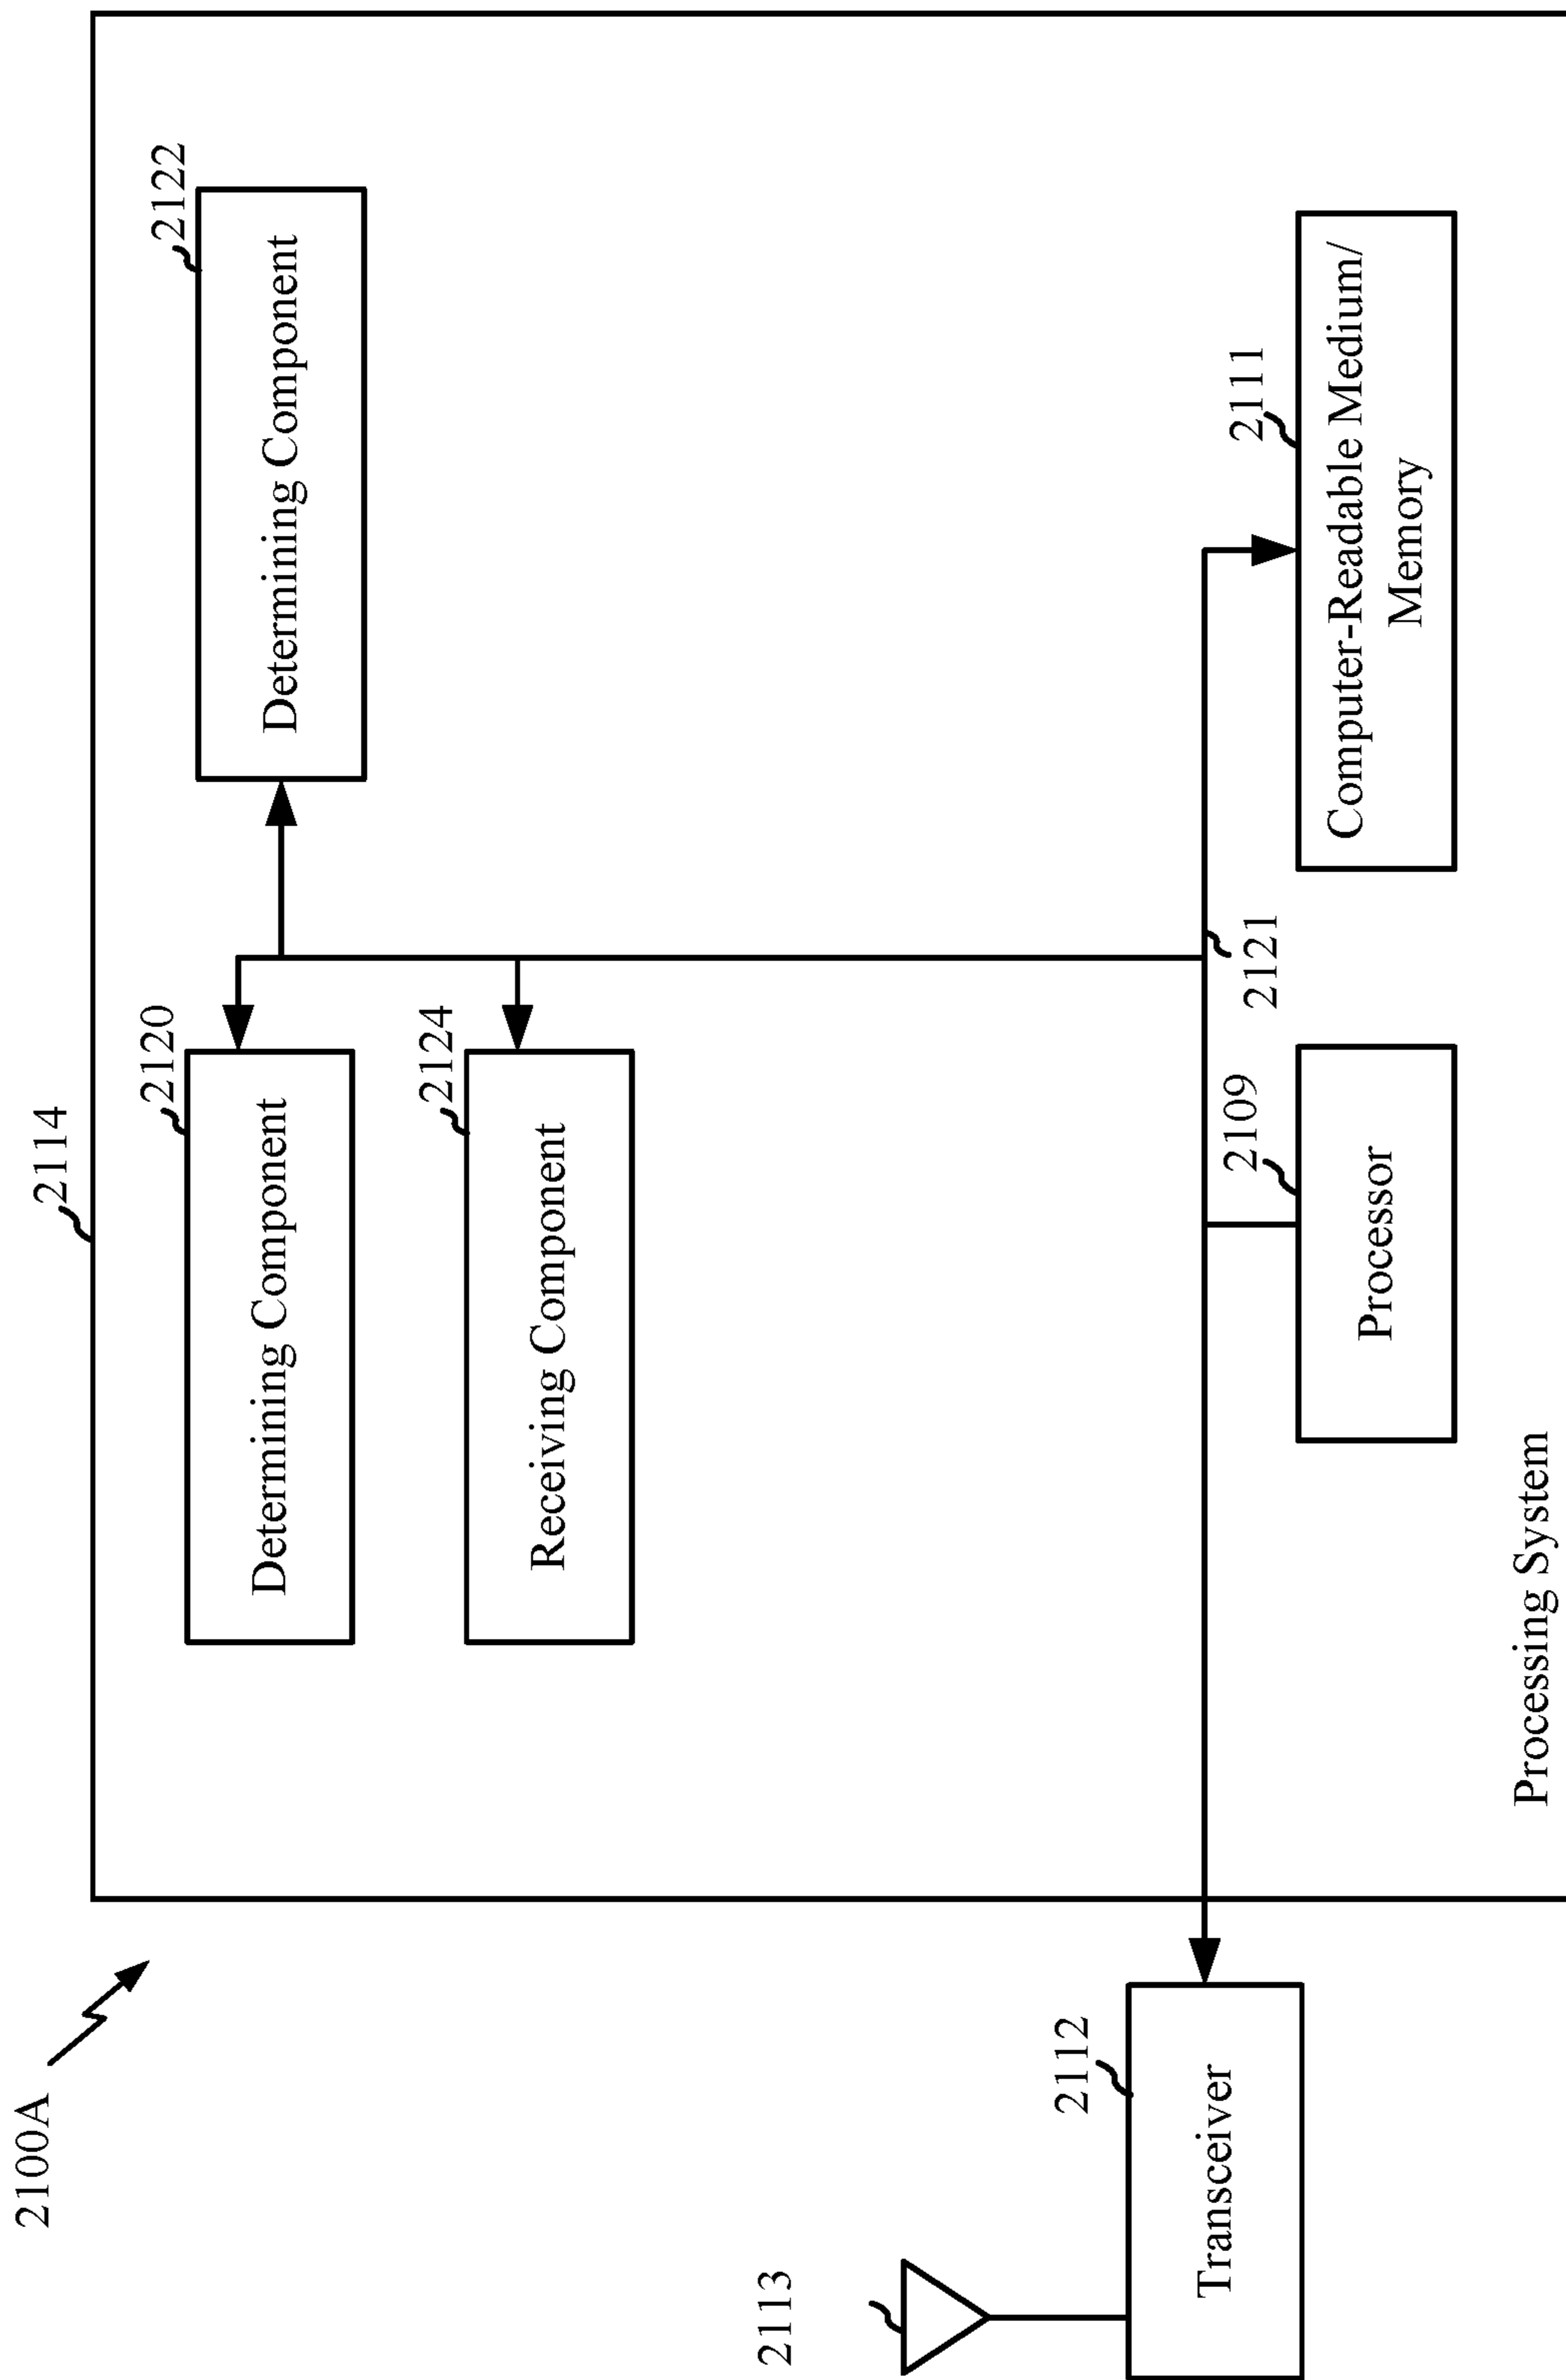 2100A
2114
2120
Determining Component
2122
Determining Component
2124
Receiving Component
2113
2112
Transceiver
2109
Processor
2121
2111
Computer-Readable Medium/
Memory
Processing System